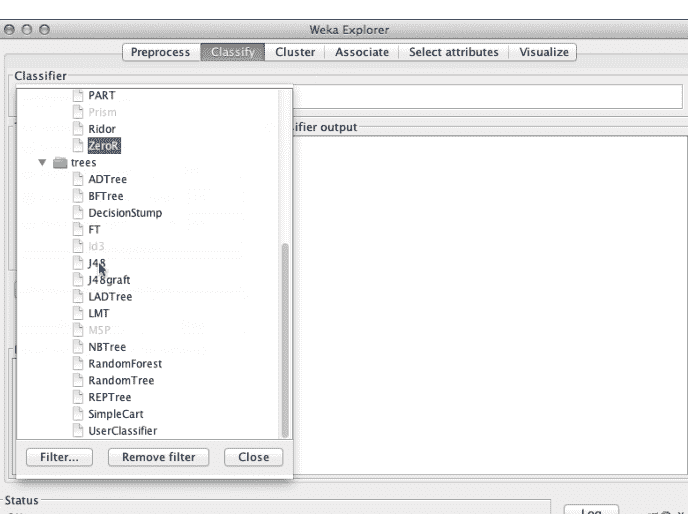 Weka Explorer
Preprocess Classify Cluster Associate Select attributes Visualize
Classifier
PART
Prism
Ridor
ZeroR
ifier output
trees
ADTree
BFTree
DecisionStump
FT
Id3
J48
J48graft
LADTree
LMT
M5P
NBTree
RandomForest
RandomTree
REPTree
SimpleCart
UserClassifier
Filter... Remove filter Close
Status
Log